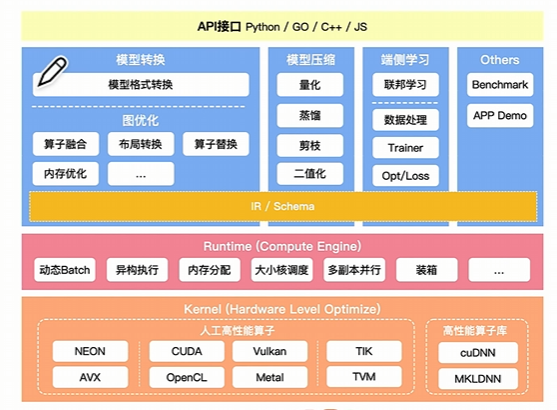 API接口 Python / GO / C++ / JS
模型转换
模型格式转换
图优化
算子融合 布局转换 算子替换
内存优化 ...
模型压缩
量化
蒸馏
剪枝
二值化
端侧学习
联邦学习
数据处理
Trainer
Opt/Loss
Others
Benchmark
APP Demo
IR / Schema
Runtime (Compute Engine)
动态Batch 异构执行 内存分配 大小核调度 多副本并行 装箱 ...
Kernel (Hardware Level Optimize)
人工高性能算子
NEON CUDA Vulkan TIK
AVX OpenCL Metal TVM
高性能算子库
cuDNN
MKLDNN